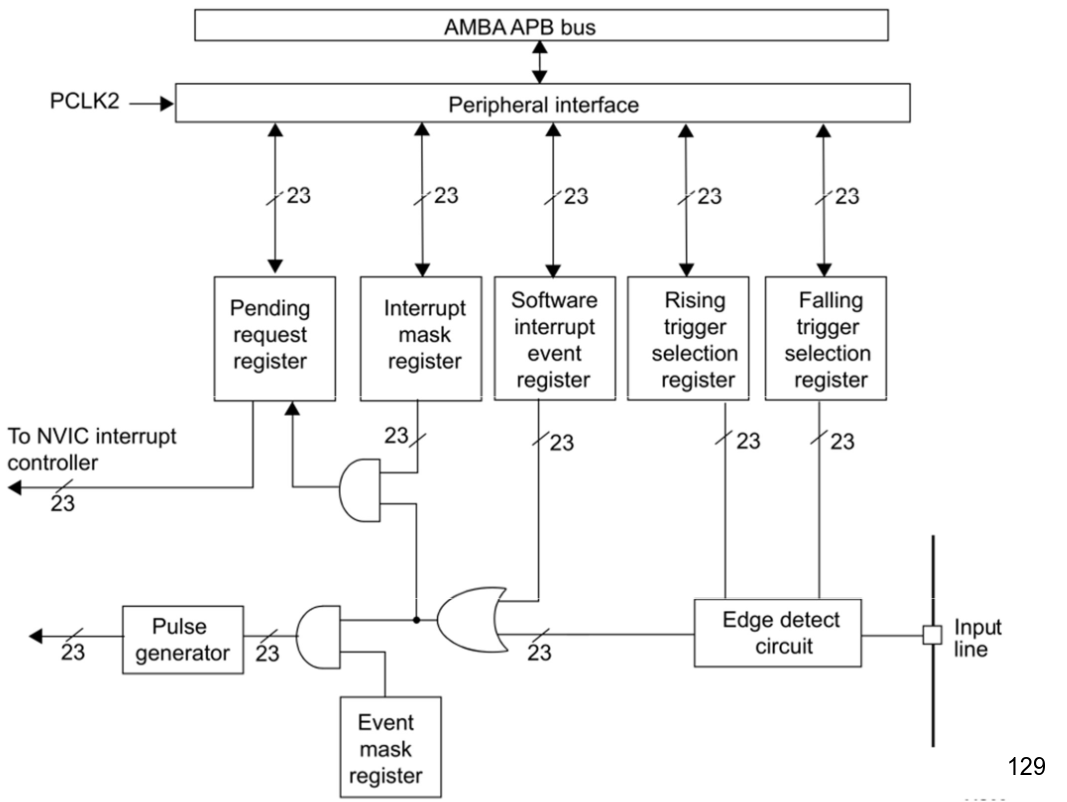 AMBA APB bus
PCLK2
Peripheral interface
23
23
23
23
23
Pending
request
register
Interrupt
mask
register
Software
interrupt
event
register
Rising
trigger
selection
register
Falling
trigger
selection
register
To NVIC interrupt
controller
23
23
23
23
23
Pulse
generator
23
23
23
Edge detect
circuit
Input
line
Event
mask
register
129